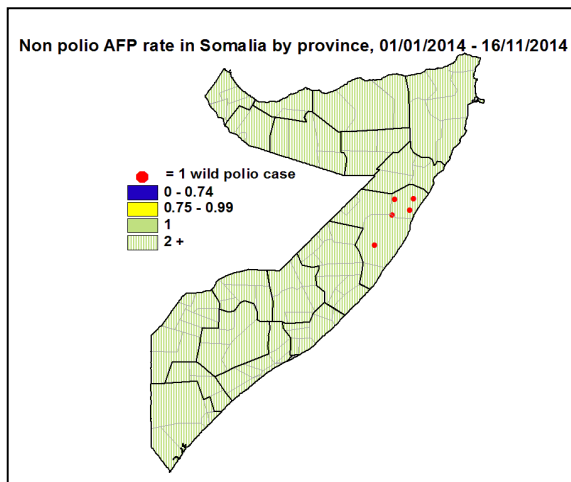 Non polio AFP rate in Somalia by province, 01/01/2014 - 16/11/2014
= 1 wild polio case
0 - 0.74
0.75 - 0.99
1
2 +